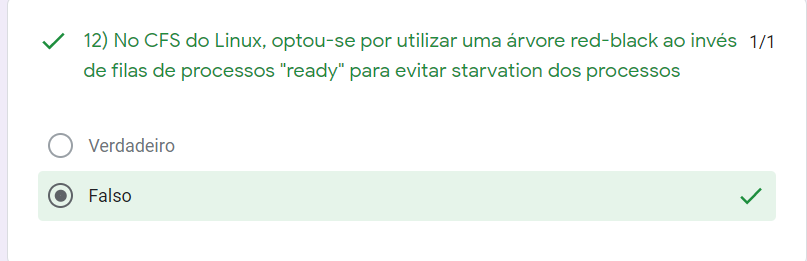 12) No CFS do Linux, optou-se por utilizar uma árvore red-black ao invés 1/1
de filas de processos "ready" para evitar starvation dos processos
Verdadeiro
Falso